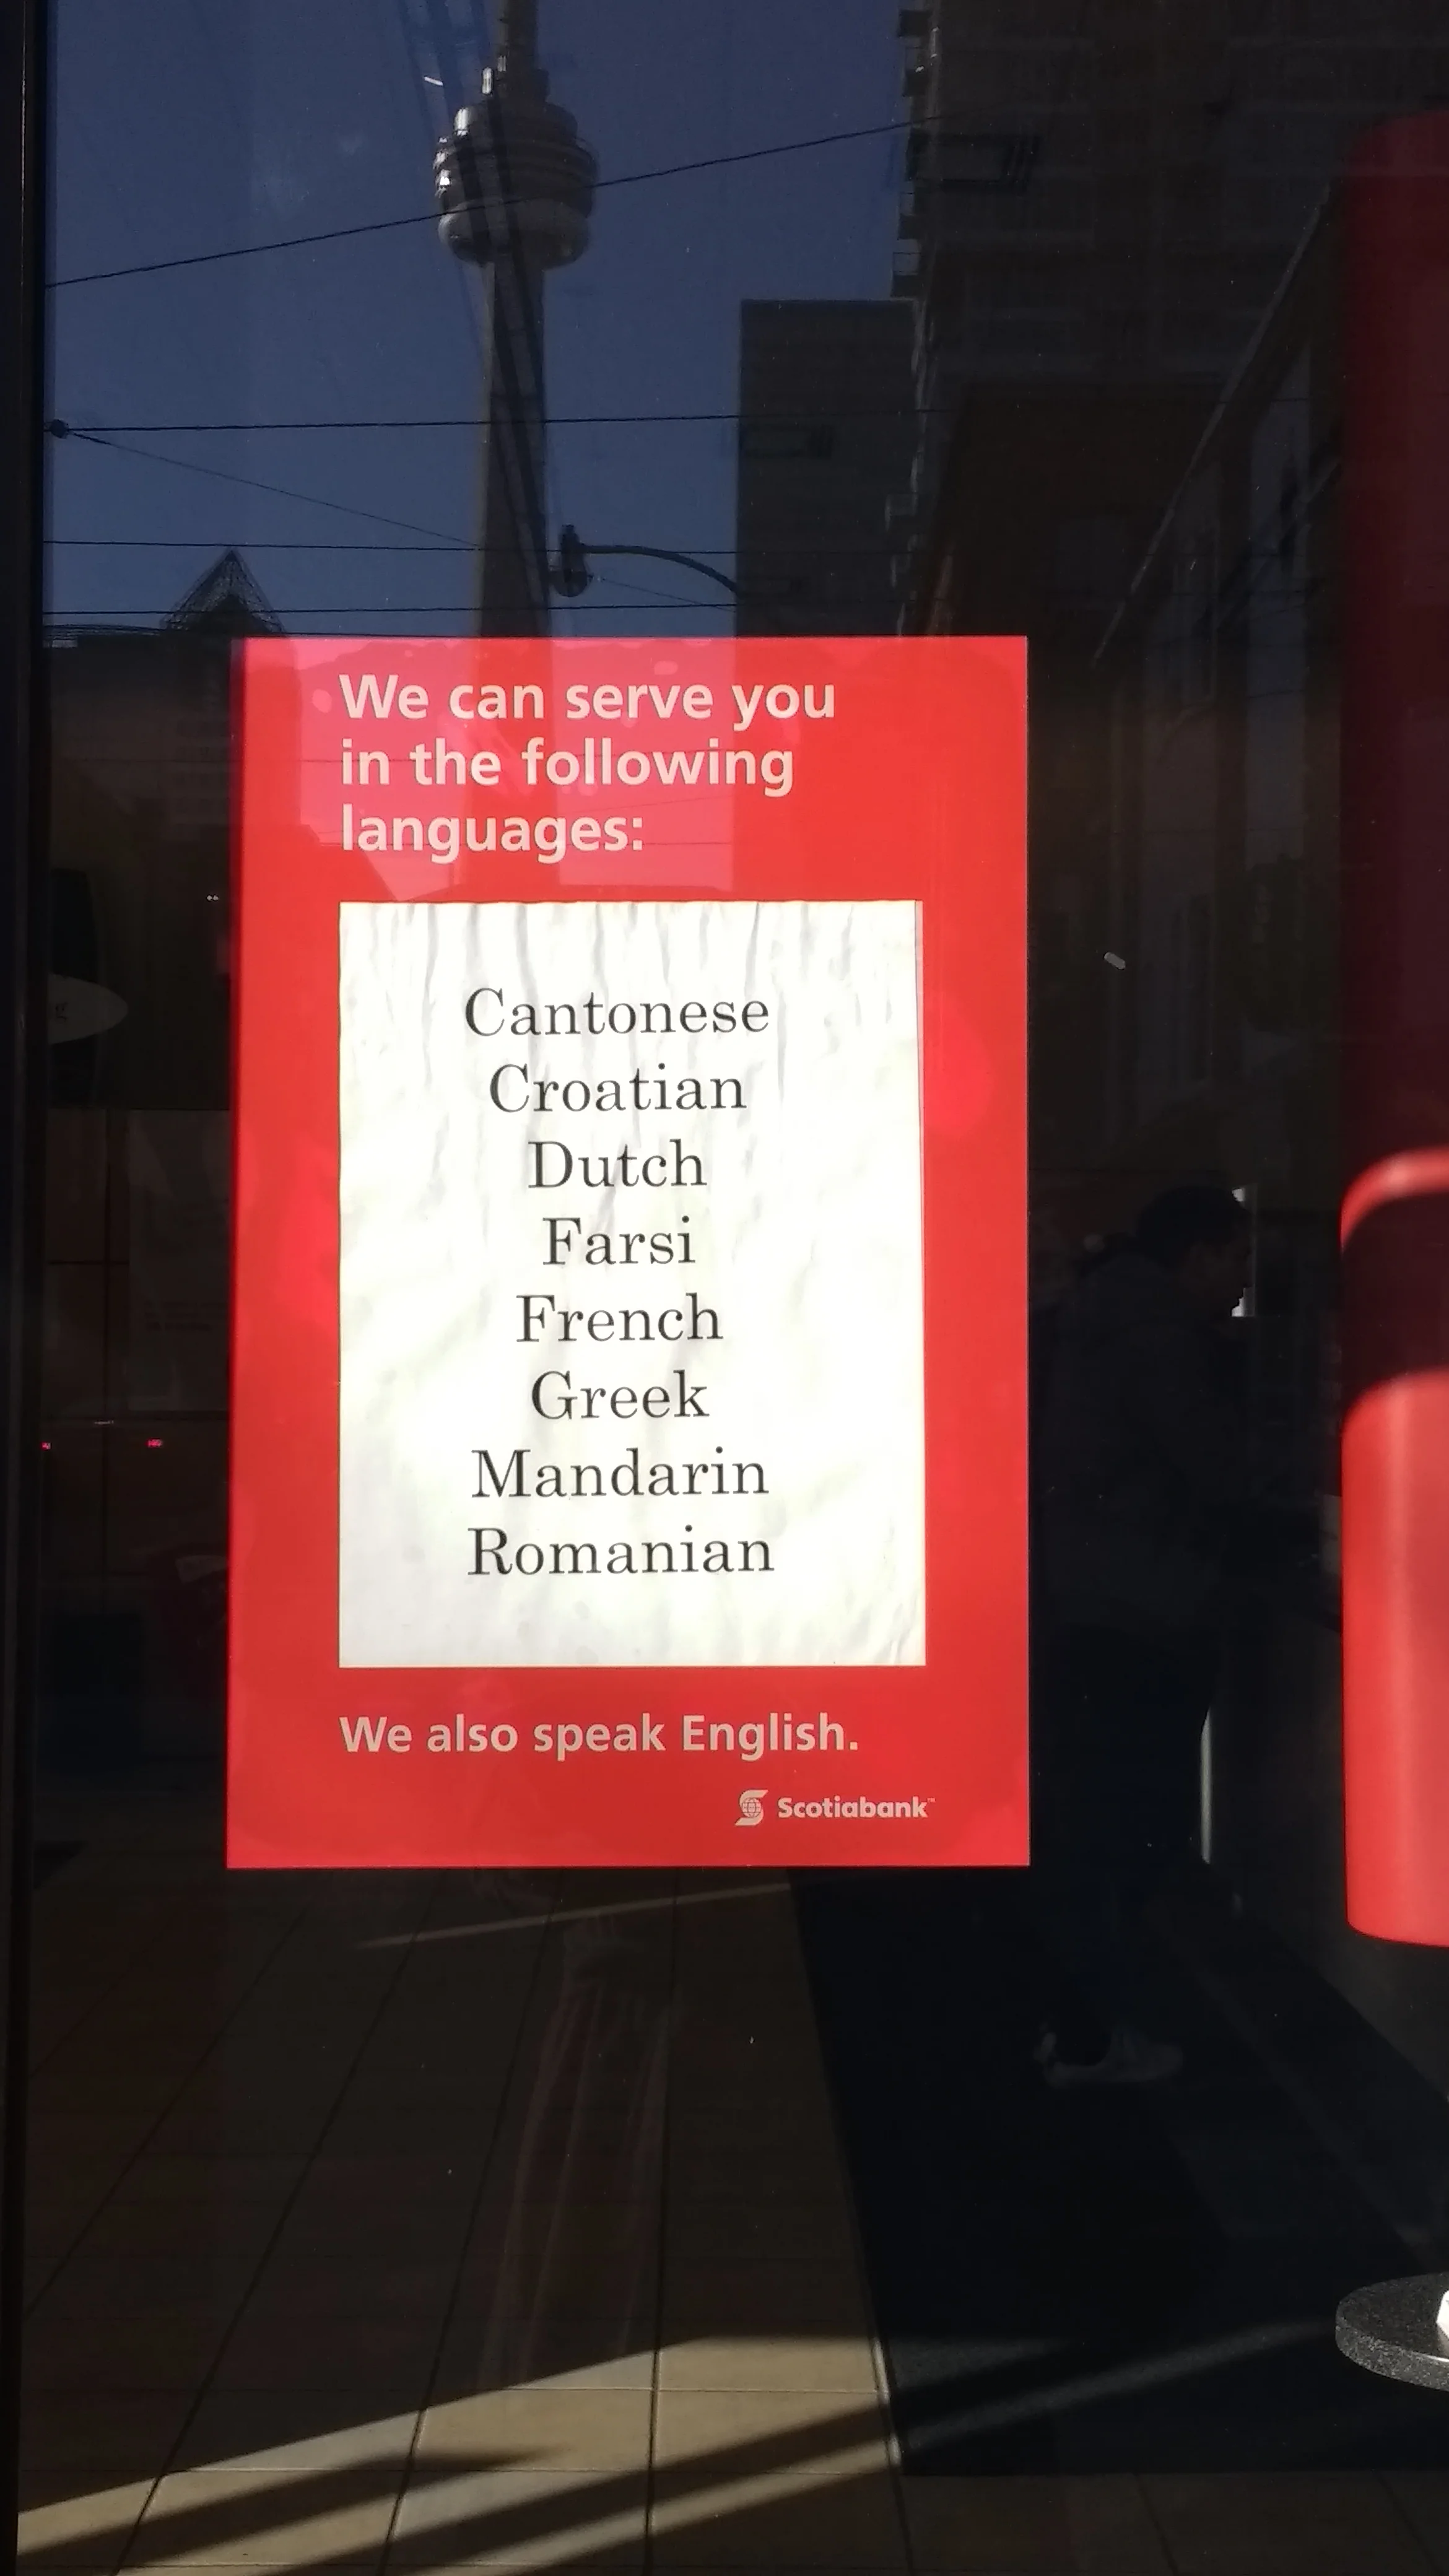 We can serve you
in the following
languages:
Cantonese
Croatian
Dutch
Farsi
French
Greek
Mandarin
Romanian
We also speak English.
Scotiabank™